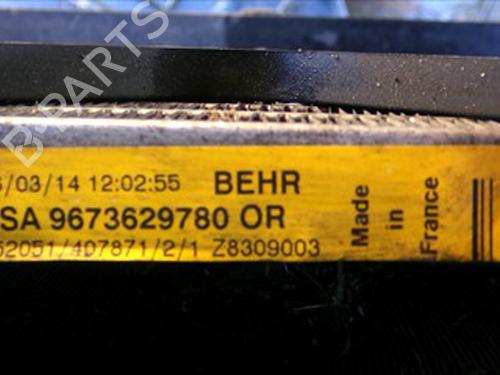 B-PARTS
/03/14 12:02:55 BEHR
SA 9673629780 OR
52051/407871/2/1 Z8309003
Made
in
France